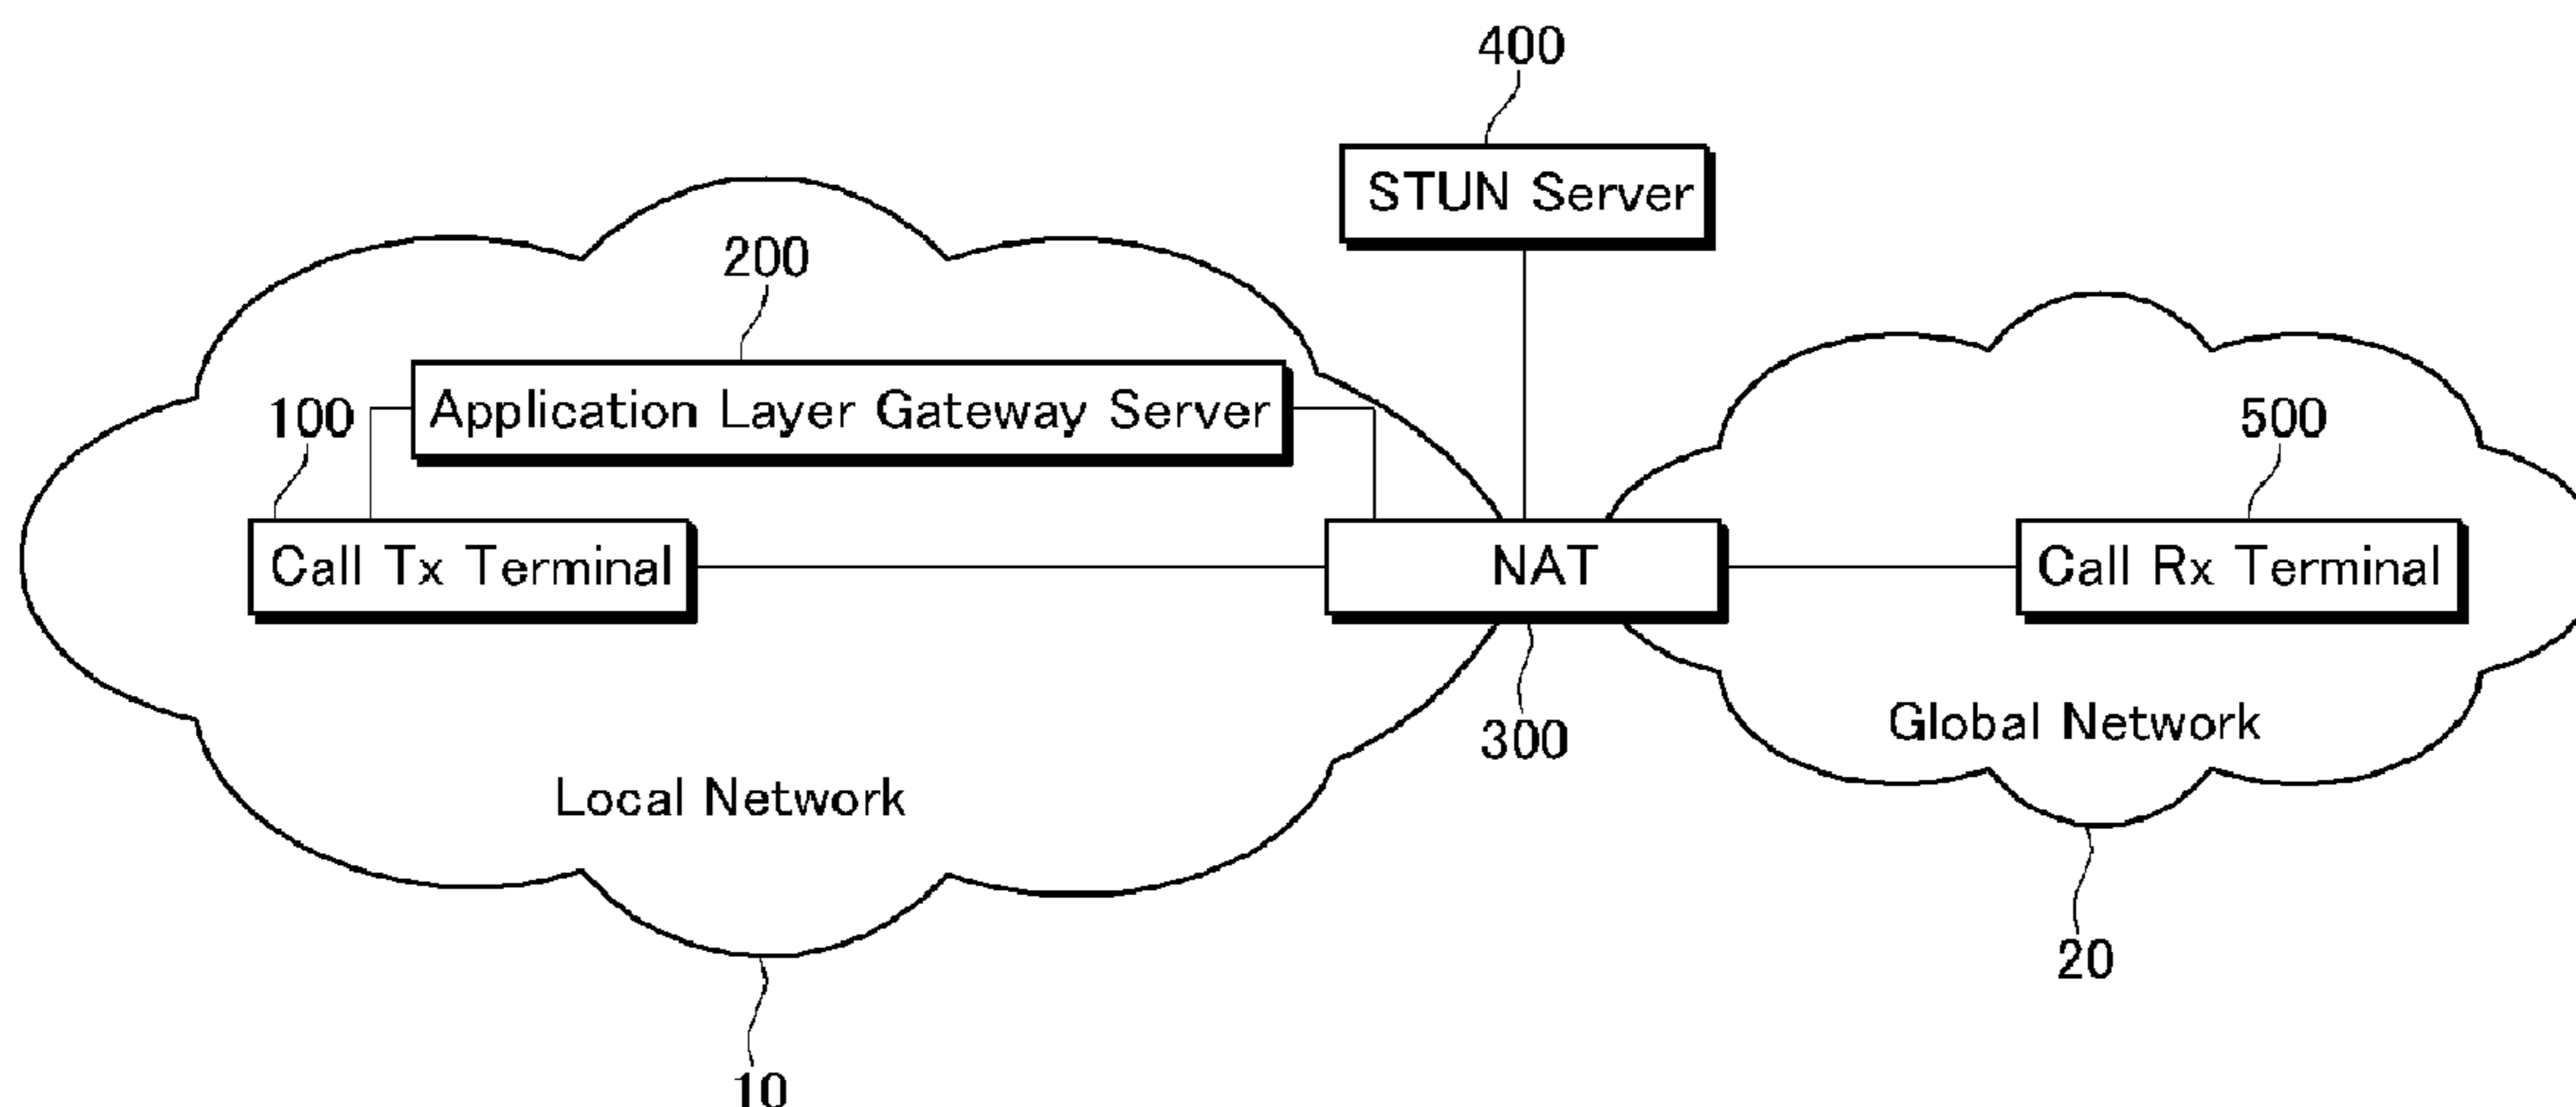 400
STUN Server
200
Application Layer Gateway Server
100
Call Tx Terminal
NAT
500
Call Rx Terminal
300
Global Network
Local Network
20
10